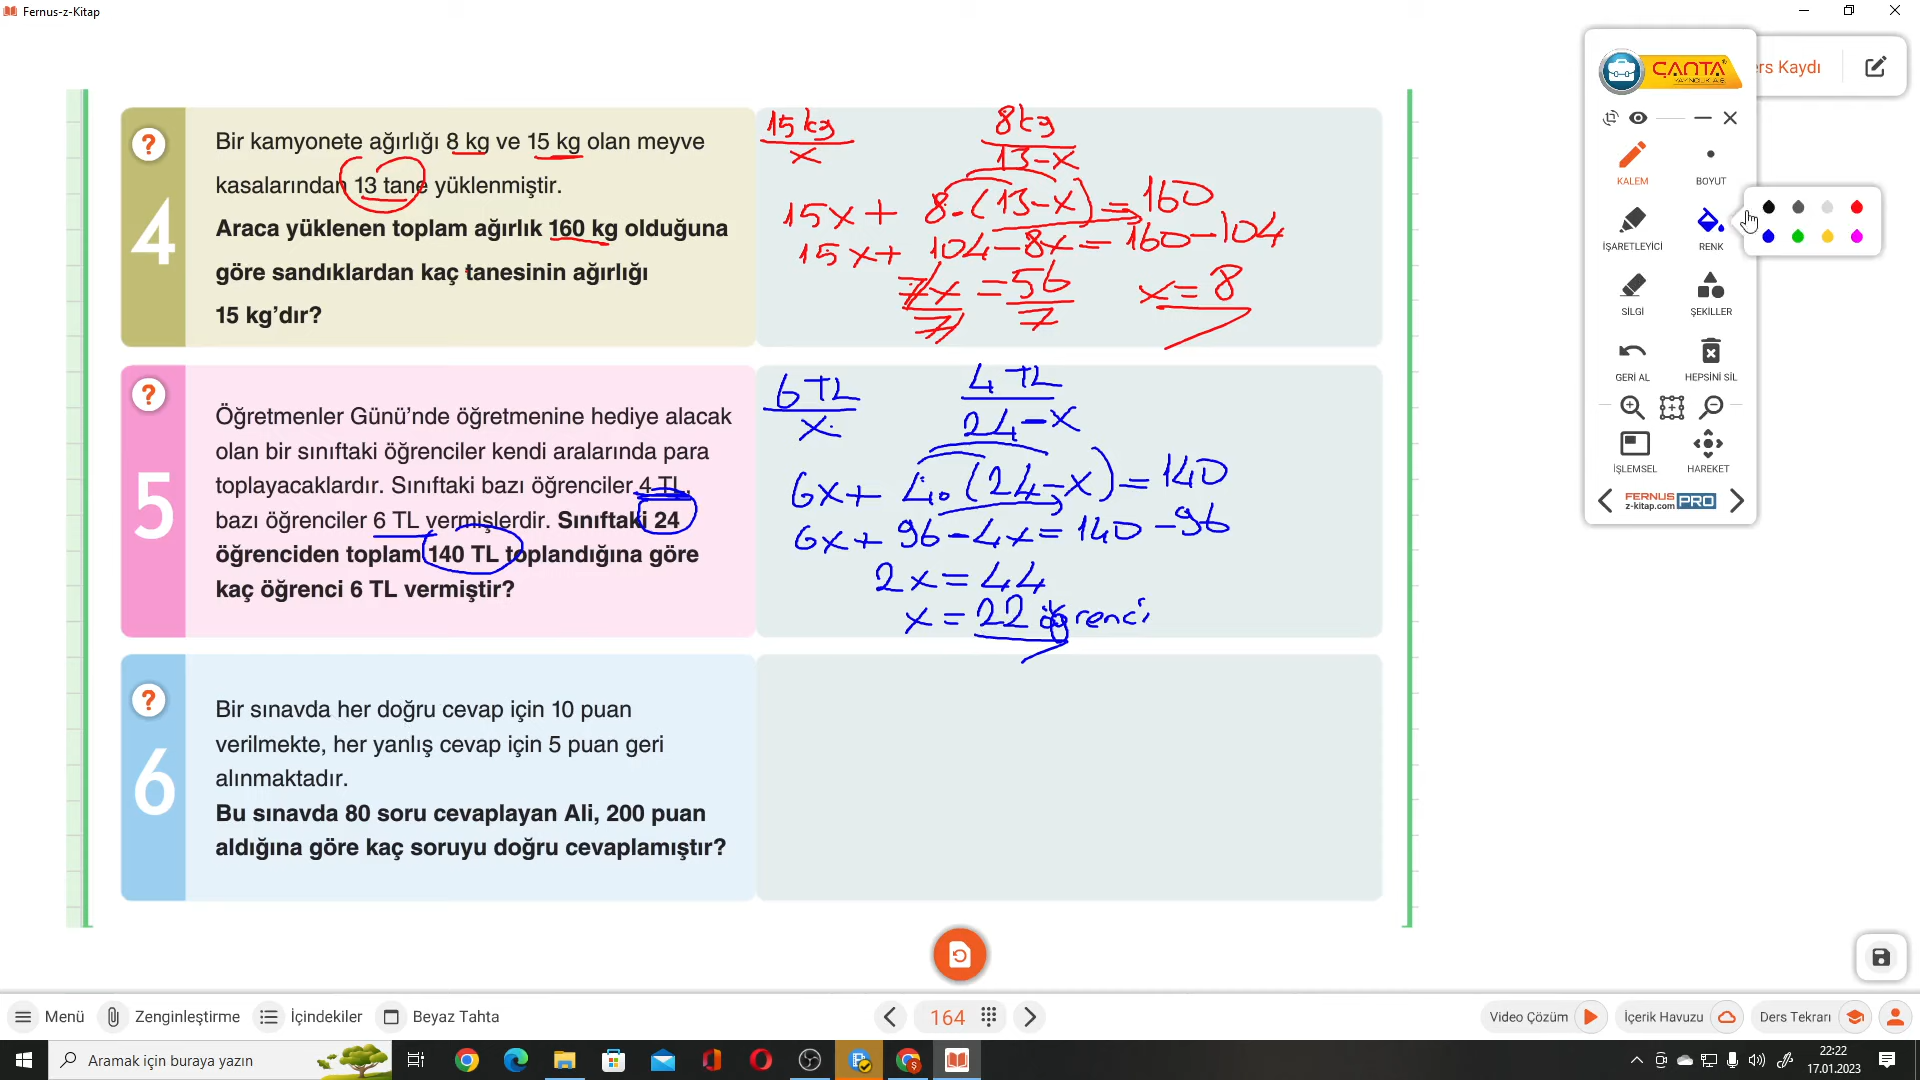 Fernus-z-Kitap
ÇANTA
YAYINCILIK A.Ş.
ers Kaydı
KALEM
BOYUT
İŞARETLEYİCİ
RENK
SİLGİ
ŞEKİLLER
GERİ AL
HEPSİNİ SİL
İŞLEMSEL
HAREKET
FERNUS PRO
z-kitap.com
?
4
Bir kamyonete ağırlığı 8 kg ve 15 kg olan meyve
kasalarından 13 tane yüklenmiştir.
Araca yüklenen toplam ağırlık 160 kg olduğuna
göre sandıklardan kaç tanesinin ağırlığı
15 kg'dır?
15 kg 8 kg
x 13-x
15x + 8.(13-x) = 160
15x + 104-8x = 160-104
7x = 56 x = 8
7 7
?
5
Öğretmenler Günü'nde öğretmenine hediye alacak
olan bir sınıftaki öğrenciler kendi aralarında para
toplayacaklardır. Sınıftaki bazı öğrenciler 4 TL,
bazı öğrenciler 6 TL vermişlerdir. Sınıftaki 24
öğrenciden toplam 140 TL toplandığına göre
kaç öğrenci 6 TL vermiştir?
6 TL 4 TL
x 24-x
6x + 4.(24-x) = 140
6x + 96-4x = 140-96
2x = 44
x = 22 öğrenci
?
6
Bir sınavda her doğru cevap için 10 puan
verilmekte, her yanlış cevap için 5 puan geri
alınmaktadır.
Bu sınavda 80 soru cevaplayan Ali, 200 puan
aldığına göre kaç soruyu doğru cevaplamıştır?
Menü Zenginleştirme İçindekiler Beyaz Tahta 164 Video Çözüm İçerik Havuzu Ders Tekrarı
Aramak için buraya yazın
22:22
17.01.2023